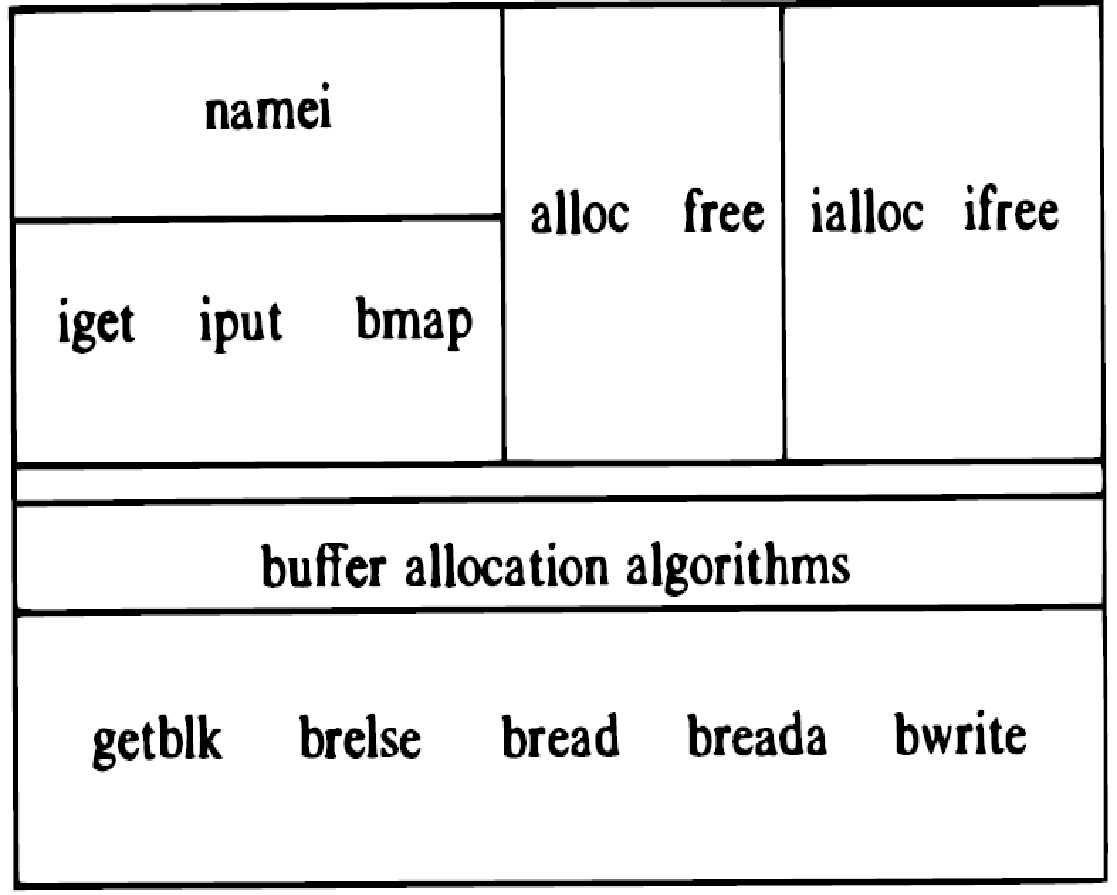 namei
alloc free
ialloc ifree
iget iput bmap
buffer allocation algorithms
getblk brelse bread breada bwrite